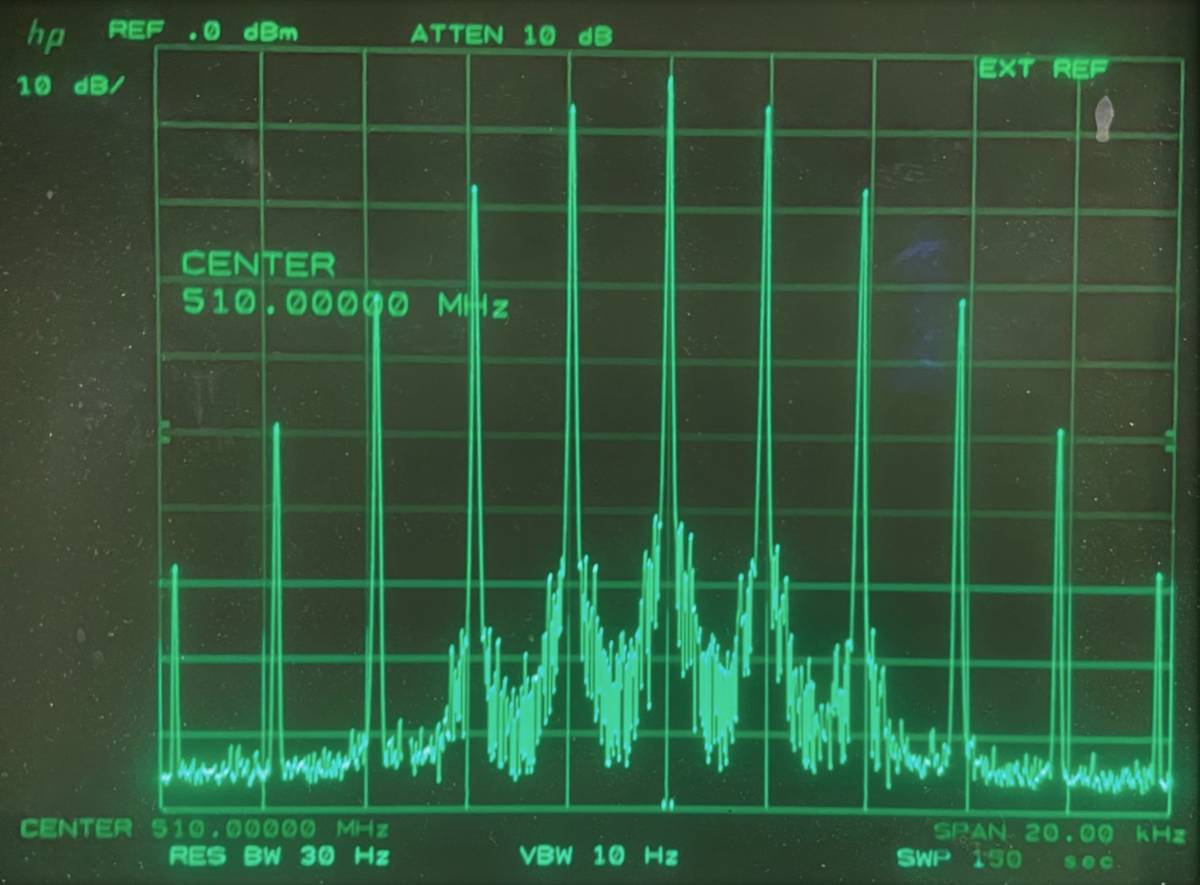 hp REF .0 dBm ATTEN 10 dB
10 dB/ EXT REF
CENTER
510.00000 MHz
CENTER 510.00000 MHz SPAN 20.00 kHz
RES BW 30 Hz VBW 10 Hz SWP 150 sec